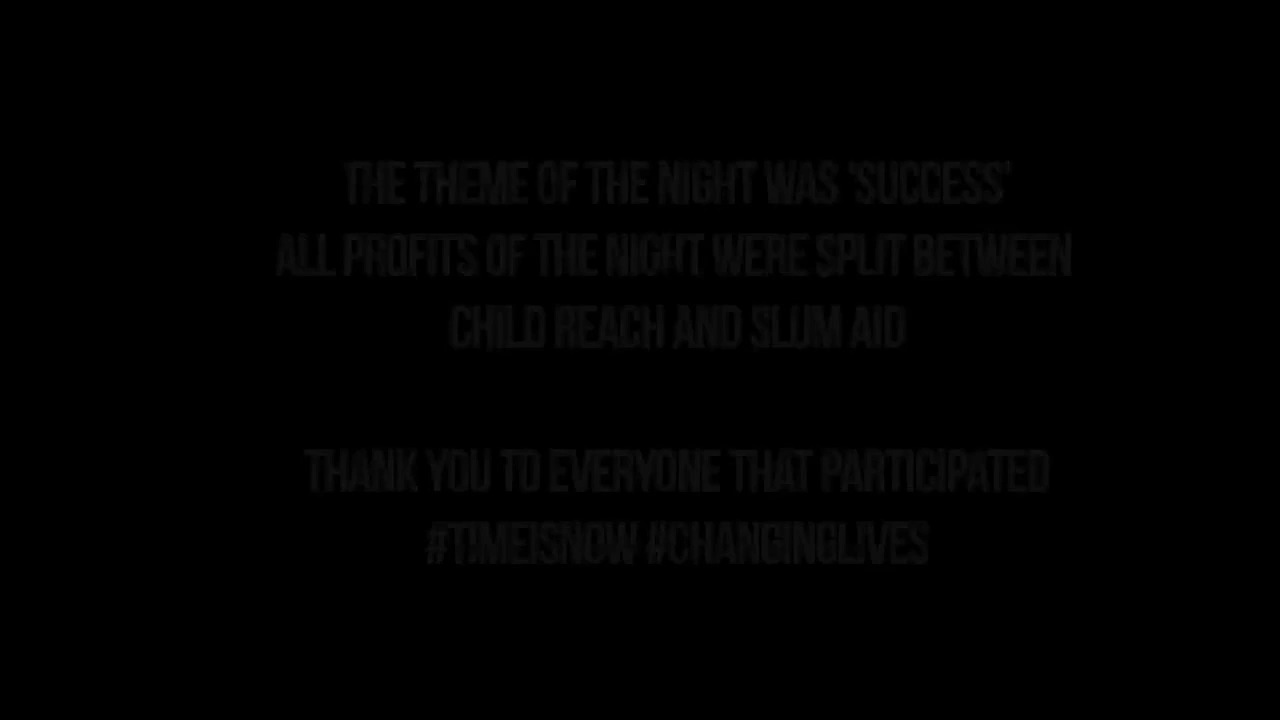 THE THEME OF THE NIGHT WAS 'SUCCESS'
ALL PROFITS OF THE NIGHT WERE SPLIT BETWEEN
CHILD REACH AND SLUM AID
THANK YOU TO EVERYONE THAT PARTICIPATED
#TIMEISNOW #CHANGINGLIVES